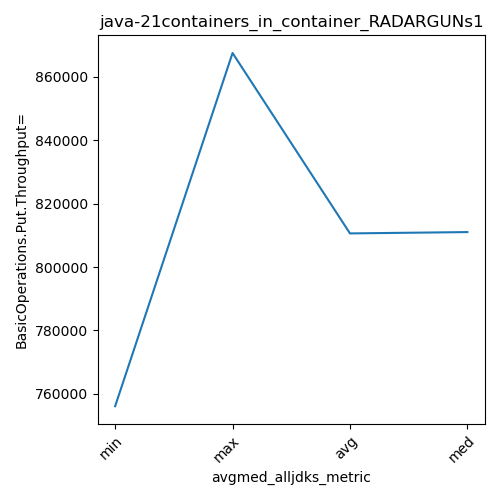 java-21containers_in_container_RADARGUNs1
BasicOperations.Put.Throughput=
860000
840000
820000
800000
780000
760000
min
max
avg
med
avgmed_alljdks_metric